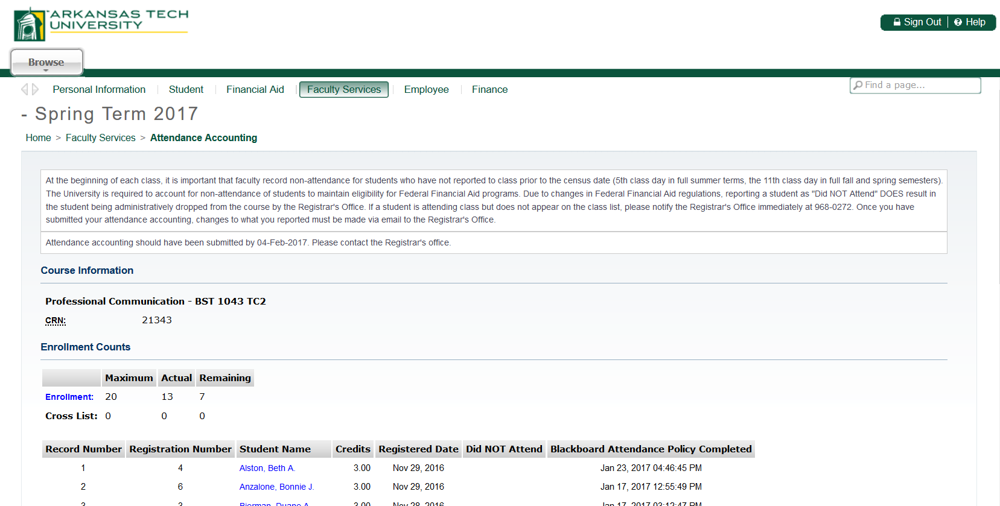 ARKANSAS TECH
UNIVERSITY
Sign Out | Help
Browse
Personal Information | Student | Financial Aid | Faculty Services | Employee | Finance
Find a page...
- Spring Term 2017
Home > Faculty Services > Attendance Accounting
At the beginning of each class, it is important that faculty record non-attendance for students who have not reported to class prior to the census date (5th class day in full summer terms, the 11th class day in full fall and spring semesters).
The University is required to account for non-attendance of students to maintain eligibility for Federal Financial Aid programs. Due to changes in Federal Financial Aid regulations, reporting a student as "Did NOT Attend" DOES result in
the student being administratively dropped from the course by the Registrar's Office. If a student is attending class but does not appear on the class list, please notify the Registrar's Office immediately at 968-0272. Once you have
submitted your attendance accounting, changes to what you reported must be made via email to the Registrar's Office.
Attendance accounting should have been submitted by 04-Feb-2017. Please contact the Registrar's office.
Course Information
Professional Communication - BST 1043 TC2
CRN: 21343
Enrollment Counts
Maximum Actual Remaining
Enrollment: 20 13 7
Cross List: 0 0 0
Record Number Registration Number Student Name Credits Registered Date Did NOT Attend Blackboard Attendance Policy Completed
1 4 Alston, Beth A. 3.00 Nov 29, 2016 Jan 23, 2017 04:46:45 PM
2 6 Anzalone, Bonnie J. 3.00 Nov 29, 2016 Jan 17, 2017 12:55:49 PM
3 3 Bierman, Duane A. 3.00 Nov 28, 2016 Jan 17, 2017 03:12:47 PM